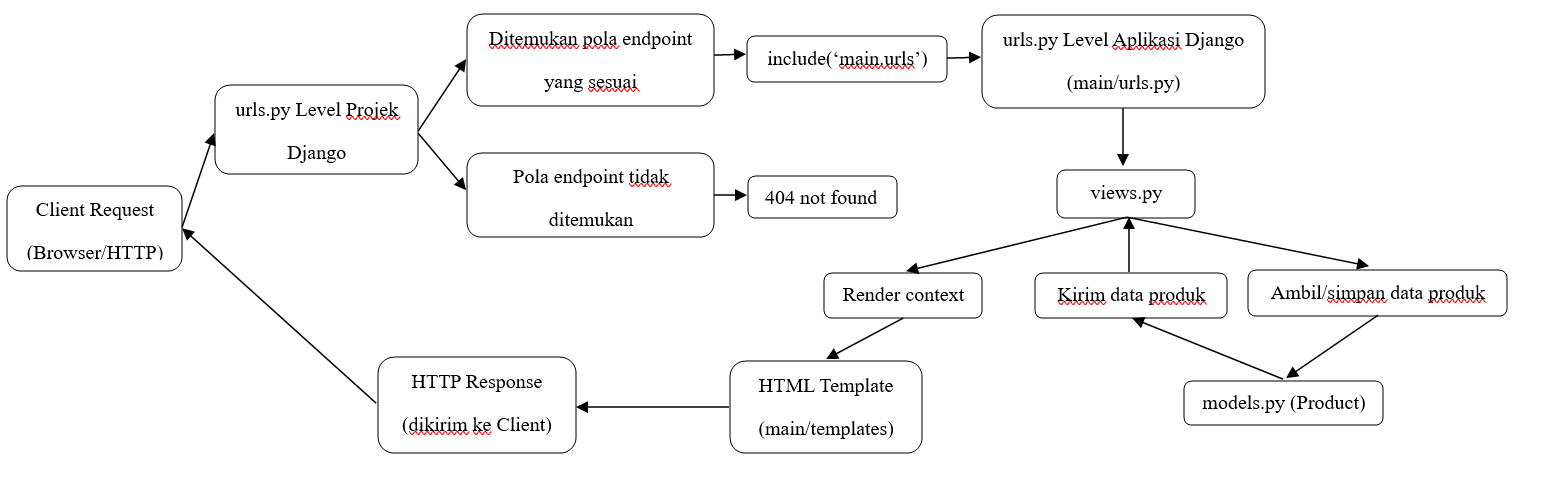 Ditemukan pola endpoint
yang sesuai
include(‘main.urls’)
urls.py Level Aplikasi Django
(main/urls.py)
urls.py Level Projek
Django
Pola endpoint tidak
ditemukan
404 not found
views.py
Client Request
(Browser/HTTP)
Render context
Kirim data produk
Ambil/simpan data produk
HTTP Response
(dikirim ke Client)
HTML Template
(main/templates)
models.py (Product)